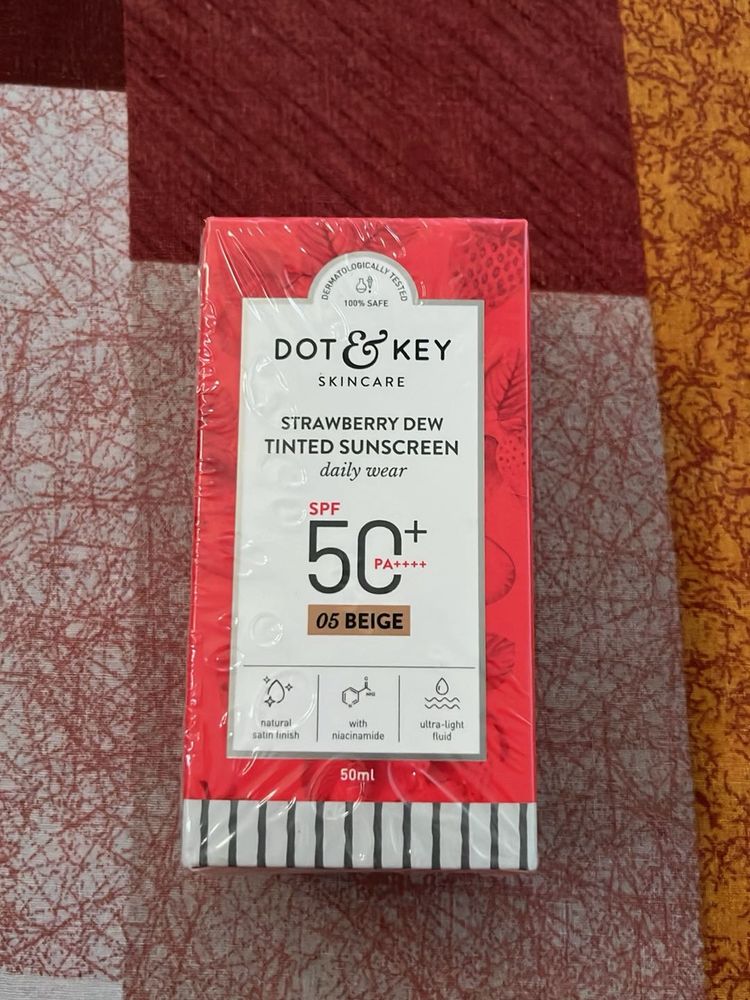 DERMATOLOGICALLY TESTED
100% SAFE
DOT & KEY
SKINCARE
STRAWBERRY DEW
TINTED SUNSCREEN
daily wear
SPF
50+
PA++++
05 BEIGE
natural
satin finish
with
niacinamide
ultra-light
fluid
50ml